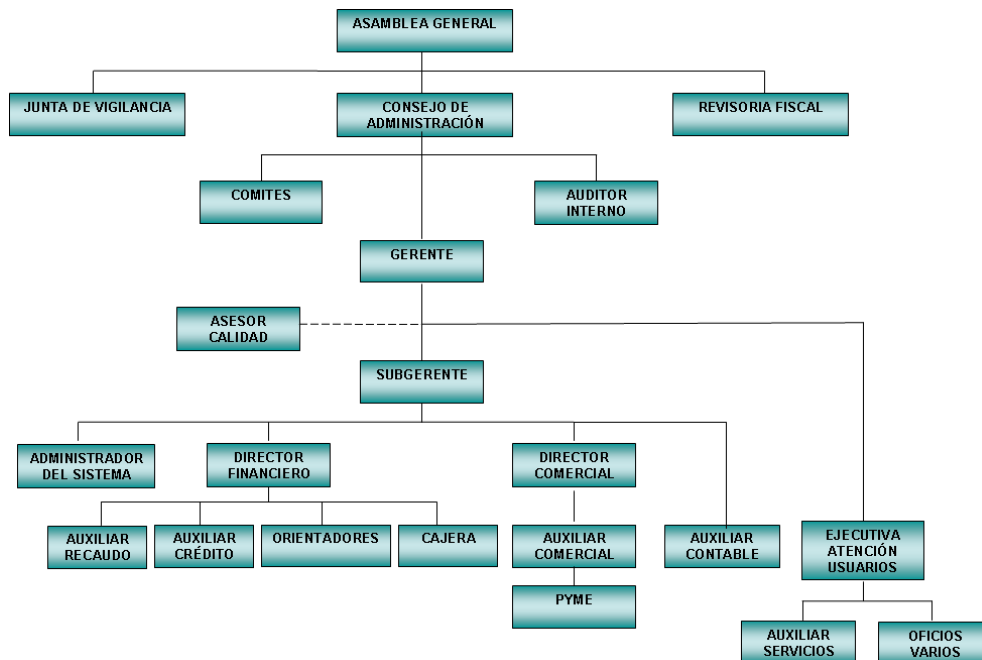 ASAMBLEA GENERAL
JUNTA DE VIGILANCIA
CONSEJO DE
ADMINISTRACIÓN
REVISORIA FISCAL
COMITES
AUDITOR
INTERNO
GERENTE
ASESOR
CALIDAD
SUBGERENTE
ADMINISTRADOR
DEL SISTEMA
DIRECTOR
FINANCIERO
DIRECTOR
COMERCIAL
AUXILIAR
RECAUDO
AUXILIAR
CRÉDITO
ORIENTADORES
CAJERA
AUXILIAR
COMERCIAL
AUXILIAR
CONTABLE
EJECUTIVA
ATENCIÓN
USUARIOS
PYME
AUXILIAR
SERVICIOS
OFICIOS
VARIOS